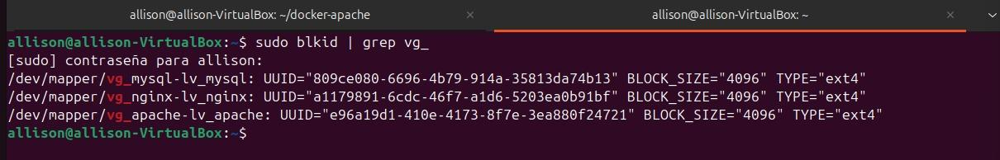 allison@allison-VirtualBox: ~/docker-apache × allison@allison-VirtualBox: ~ ×
allison@allison-VirtualBox:~$ sudo blkid | grep vg_
[sudo] contraseña para allison:
/dev/mapper/vg_mysql-lv_mysql: UUID="809ce080-6696-4b79-914a-35813da74b13" BLOCK_SIZE="4096" TYPE="ext4"
/dev/mapper/vg_nginx-lv_nginx: UUID="a1179891-6cdc-46f7-a1d6-5203ea0b91bf" BLOCK_SIZE="4096" TYPE="ext4"
/dev/mapper/vg_apache-lv_apache: UUID="e96a19d1-410e-4173-8f7e-3ea880f24721" BLOCK_SIZE="4096" TYPE="ext4"
allison@allison-VirtualBox:~$